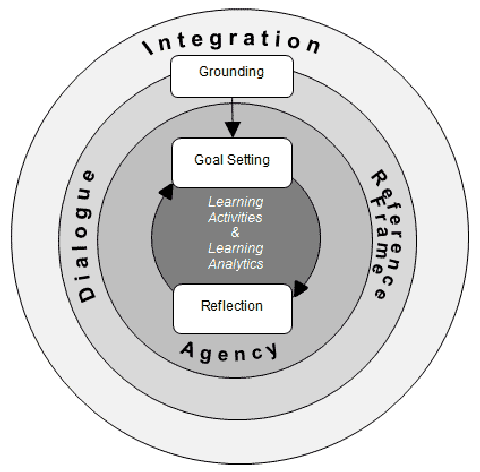 Integration
Grounding
Goal Setting
Dialogue
Reference
Frame
Learning
Activities
&
Learning
Analytics
Reflection
Agency